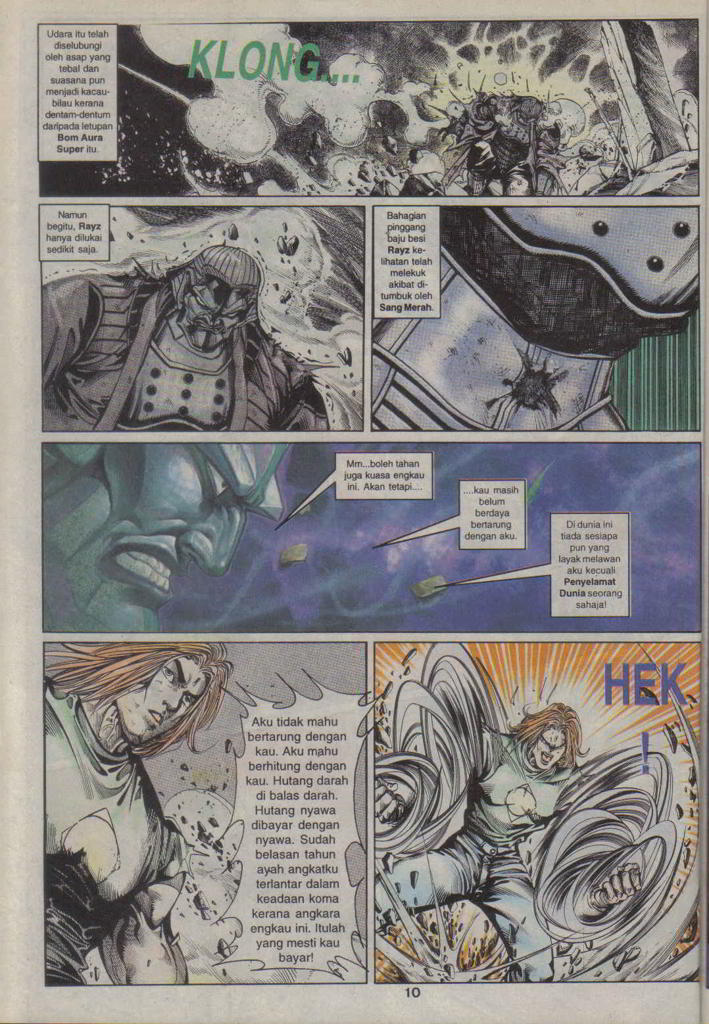 Udara itu telah
diselubungi
oleh asap yang
tebal dan
suasana pun
menjadi kacau-
bilau kerana
dentam-dentum
daripada letupan
Bom Aura
Super itu.
KLONG....
Namun
begitu, Rayz
hanya dilukai
sedikit saja.
Bahagian
pinggang
baju besi
Rayz ke-
lihatan telah
melekuk
akibat di-
tumbuk oleh
Sang Merah.
Mm...boleh tahan
juga kuasa engkau
ini. Akan tetapi....
....kau masih
belum
berdaya
bertarung
dengan aku.
Di dunia ini
tiada sesiapa
pun yang
layak melawan
aku kecuali
Penyelamat
Dunia seorang
sahaja!
Aku tidak mahu
bertarung dengan
kau. Aku mahu
berhitung dengan
kau. Hutang darah
di balas darah.
Hutang nyawa
dibayar dengan
nyawa. Sudah
belasan tahun
ayah angkatku
terlantar dalam
keadaan koma
kerana angkara
engkau ini. Itulah
yang mesti kau
bayar!
HEK
!
10